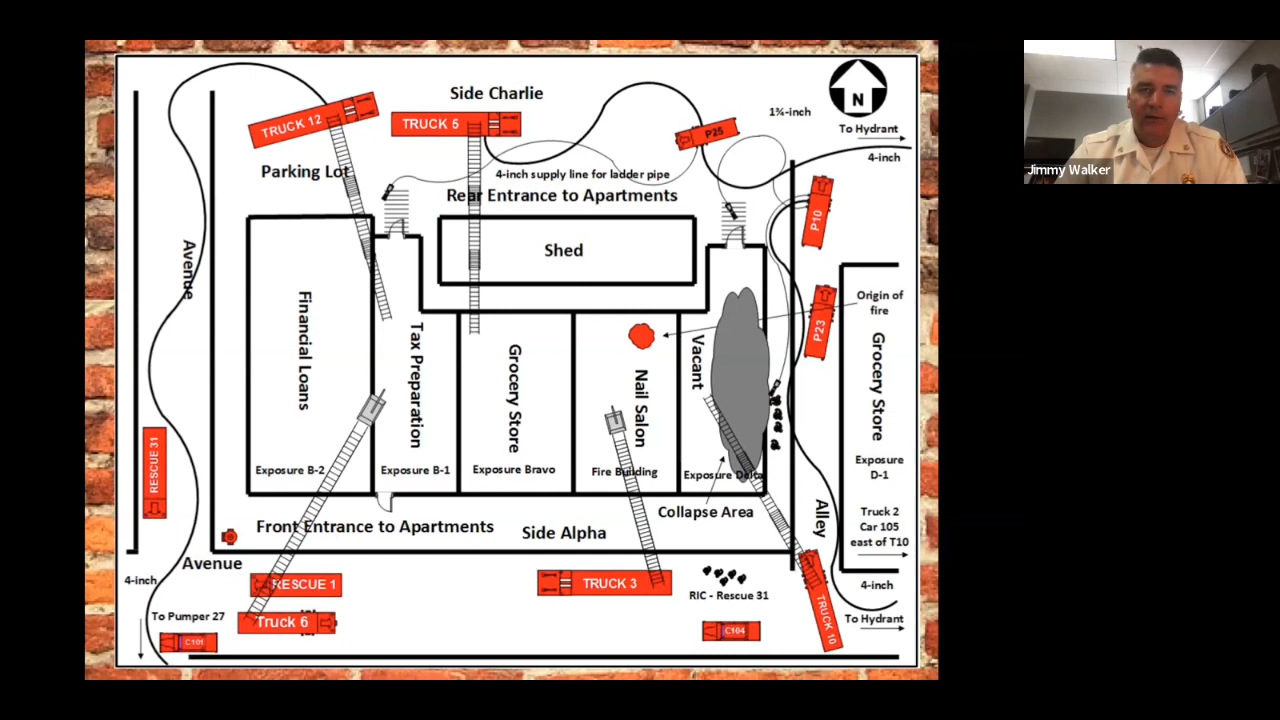 Side Charlie
N
1¾-inch
To Hydrant
4-inch
TRUCK 12
TRUCK 5
P25
Parking Lot
4-inch supply line for ladder pipe
Rear Entrance to Apartments
Jimmy Walker
P10
Avenue
Shed
Origin of
fire
P23
Financial Loans
Tax Preparation
Grocery Store
Nail Salon
Vacant
Grocery Store
RESCUE 31
Exposure B-2
Exposure B-1
Exposure Bravo
Fire Building
Exposure Delta
Exposure
D-1
Collapse Area
Front Entrance to Apartments
Side Alpha
Alley
Truck 2
Car 105
east of T10
Avenue
4-inch
RESCUE 1
TRUCK 3
RIC - Rescue 31
4-inch
To Pumper 27
Truck 6
TRUCK 10
To Hydrant
C101
C104